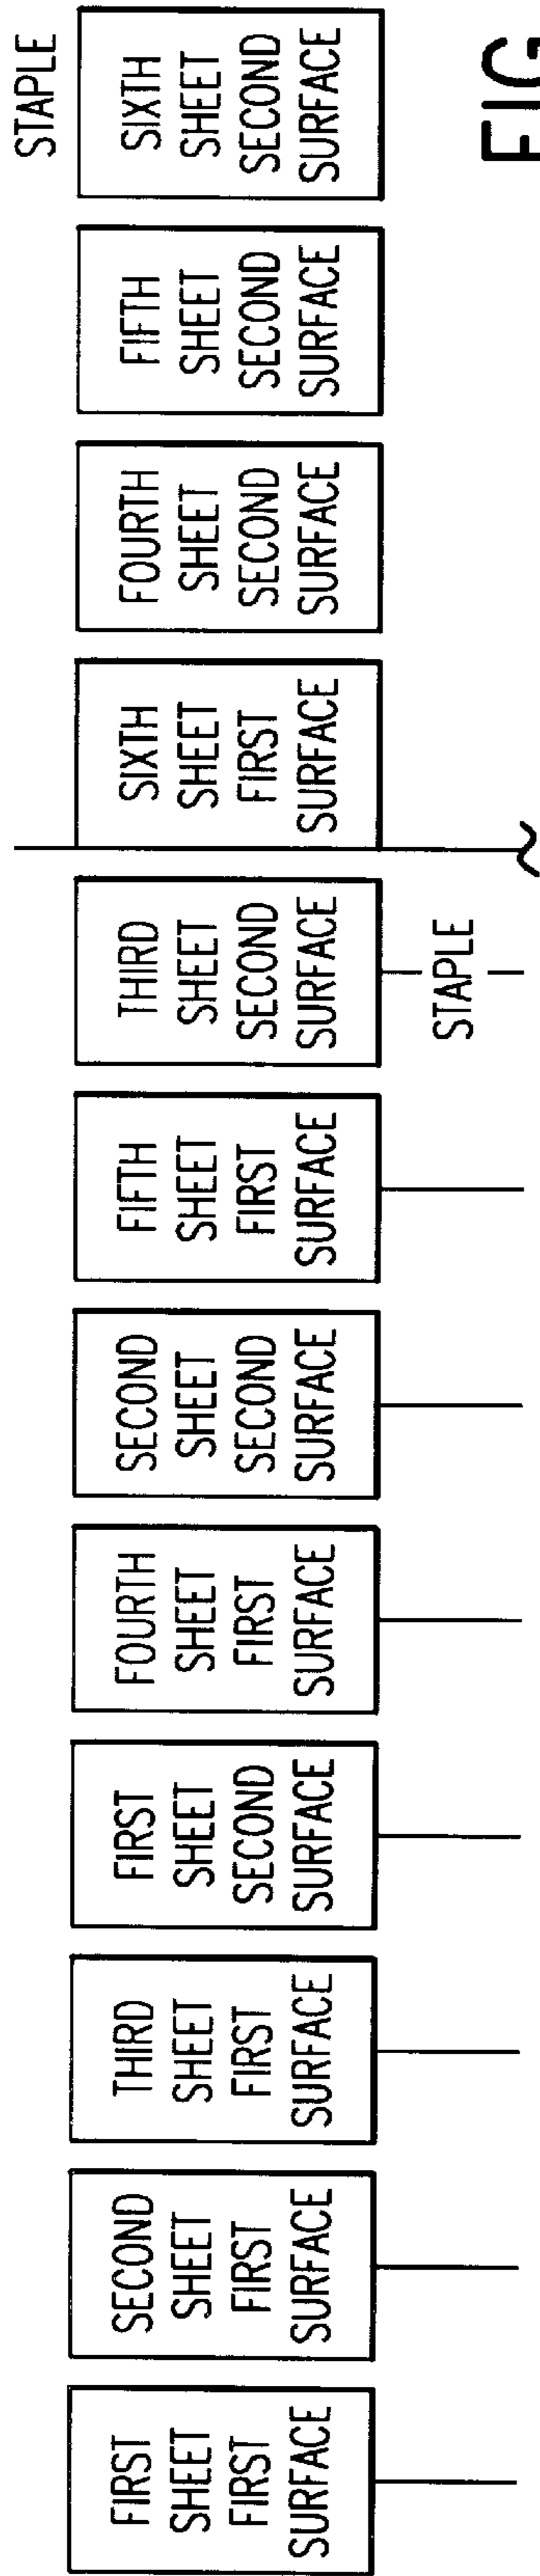 FIRST
SHEET
FIRST
SURFACE
SECOND
SHEET
FIRST
SURFACE
THIRD
SHEET
FIRST
SURFACE
FIRST
SHEET
SECOND
SURFACE
FOURTH
SHEET
FIRST
SURFACE
SECOND
SHEET
SECOND
SURFACE
FIFTH
SHEET
FIRST
SURFACE
THIRD
SHEET
SECOND
SURFACE
STAPLE
SIXTH
SHEET
FIRST
SURFACE
FOURTH
SHEET
SECOND
SURFACE
FIFTH
SHEET
SECOND
SURFACE
STAPLE
SIXTH
SHEET
SECOND
SURFACE
FIG